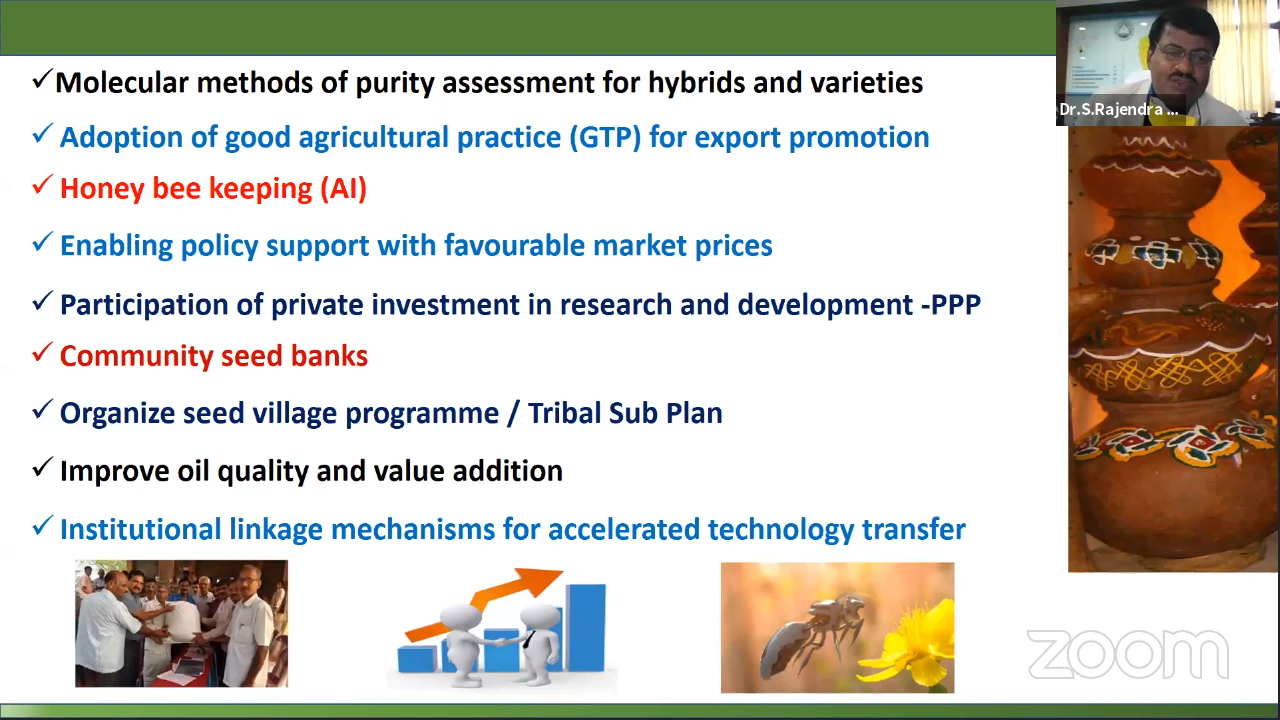 Molecular methods of purity assessment for hybrids and varieties
Adoption of good agricultural practice (GTP) for export promotion
Honey bee keeping (AI)
Enabling policy support with favourable market prices
Participation of private investment in research and development -PPP
Community seed banks
Organize seed village programme / Tribal Sub Plan
Improve oil quality and value addition
Institutional linkage mechanisms for accelerated technology transfer
Dr.S.Rajendra ...
zoom